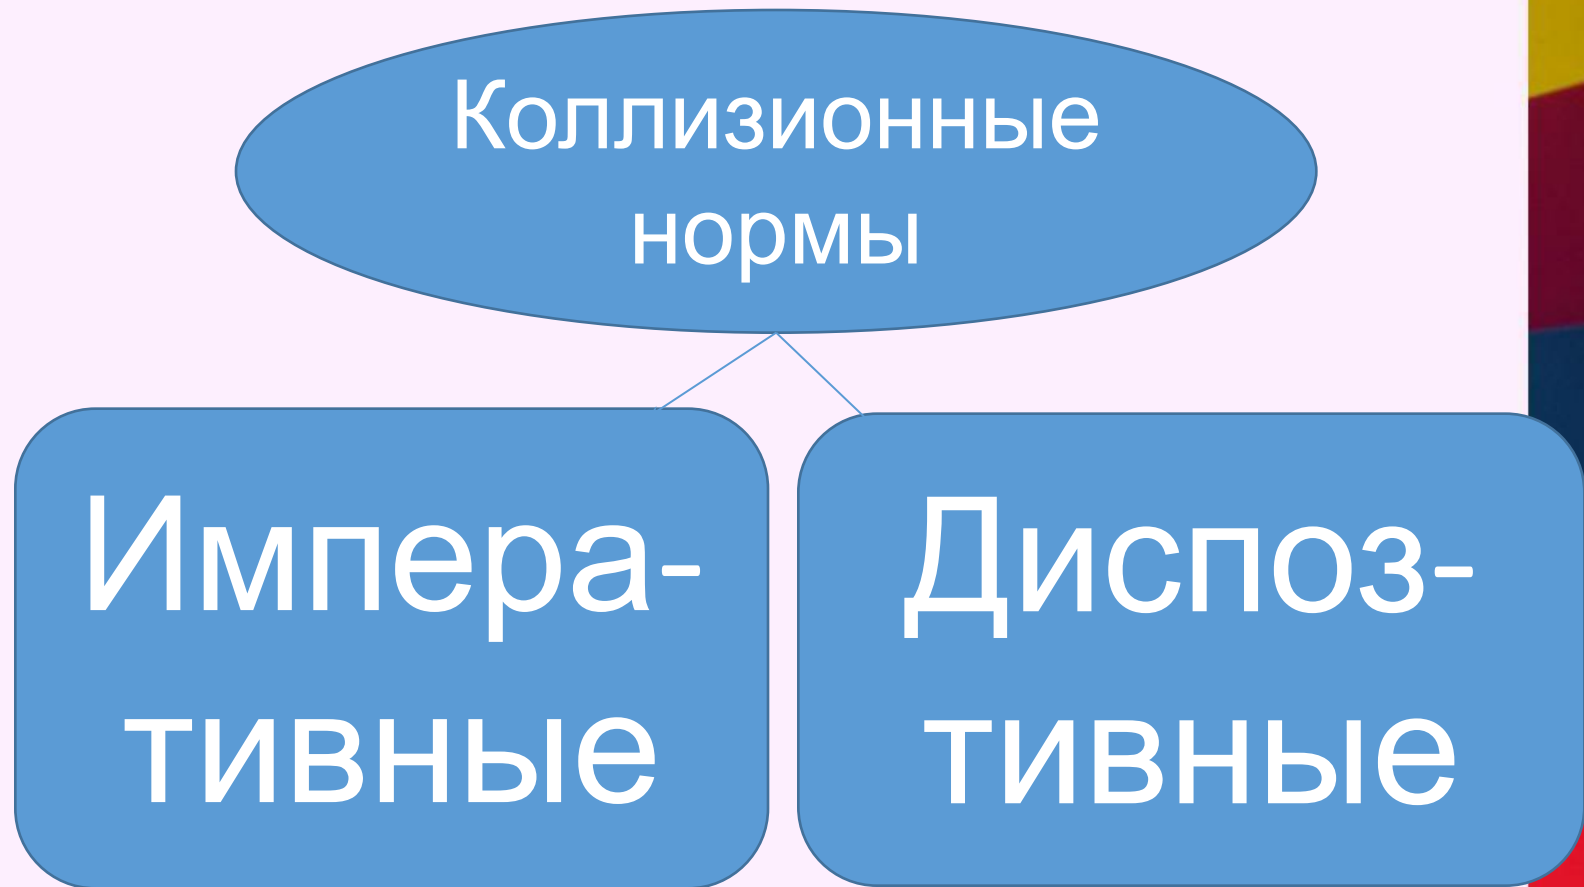 Коллизионные
нормы
Импера-
тивные
Диспоз-
тивные